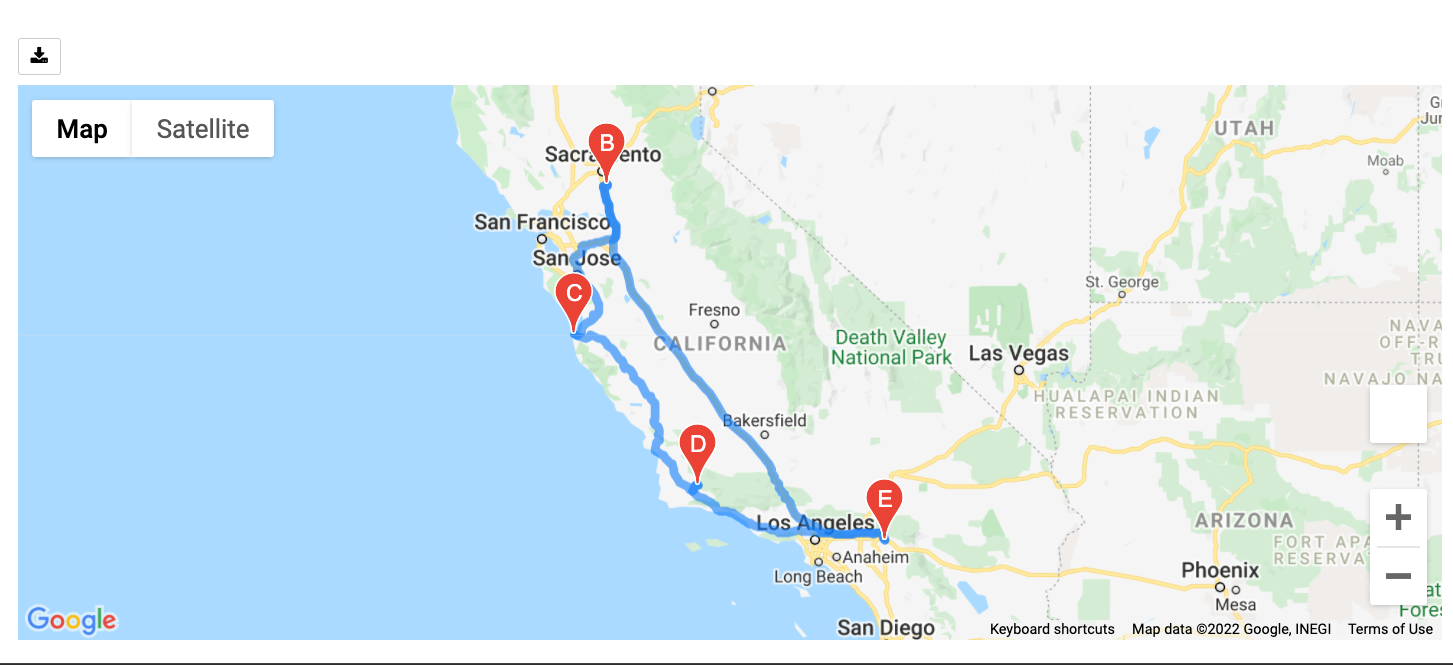 Map
Satellite
B
Sacramento
San Francisco
San Jose
C
Fresno
CALIFORNIA
Death Valley
National Park
UTAH
Moab
St. George
Las Vegas
HUALAPAI INDIAN
RESERVATION
NAVA
OFF-R
TRU
NAVAJO NA
Bakersfield
D
E
Los Angeles
Anaheim
Long Beach
San Diego
ARIZONA
FORT APA
RESERVA
Phoenix
Mesa
Fores
Google
Keyboard shortcuts
Map data ©2022 Google, INEGI
Terms of Use